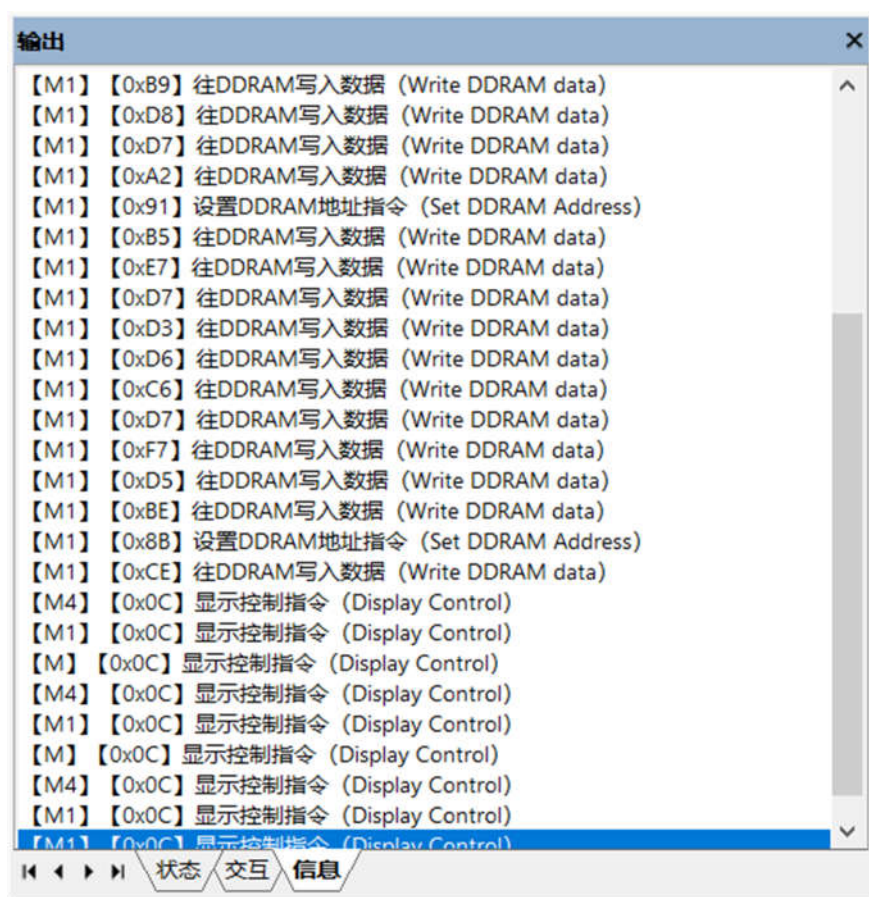 输出
【M1】【0xB9】往DDRAM写入数据（Write DDRAM data）
【M1】【0xD8】往DDRAM写入数据（Write DDRAM data）
【M1】【0xD7】往DDRAM写入数据（Write DDRAM data）
【M1】【0xA2】往DDRAM写入数据（Write DDRAM data）
【M1】【0x91】设置DDRAM地址指令（Set DDRAM Address）
【M1】【0xB5】往DDRAM写入数据（Write DDRAM data）
【M1】【0xE7】往DDRAM写入数据（Write DDRAM data）
【M1】【0xD7】往DDRAM写入数据（Write DDRAM data）
【M1】【0xD3】往DDRAM写入数据（Write DDRAM data）
【M1】【0xD6】往DDRAM写入数据（Write DDRAM data）
【M1】【0xC6】往DDRAM写入数据（Write DDRAM data）
【M1】【0xD7】往DDRAM写入数据（Write DDRAM data）
【M1】【0xF7】往DDRAM写入数据（Write DDRAM data）
【M1】【0xD5】往DDRAM写入数据（Write DDRAM data）
【M1】【0xBE】往DDRAM写入数据（Write DDRAM data）
【M1】【0x8B】设置DDRAM地址指令（Set DDRAM Address）
【M1】【0xCE】往DDRAM写入数据（Write DDRAM data）
【M4】【0x0C】显示控制指令（Display Control）
【M1】【0x0C】显示控制指令（Display Control）
【M】【0x0C】显示控制指令（Display Control）
【M4】【0x0C】显示控制指令（Display Control）
【M1】【0x0C】显示控制指令（Display Control）
【M】【0x0C】显示控制指令（Display Control）
【M4】【0x0C】显示控制指令（Display Control）
【M1】【0x0C】显示控制指令（Display Control）
【M1】【0x0C】显示控制指令（Display Control）
状态 交互 信息